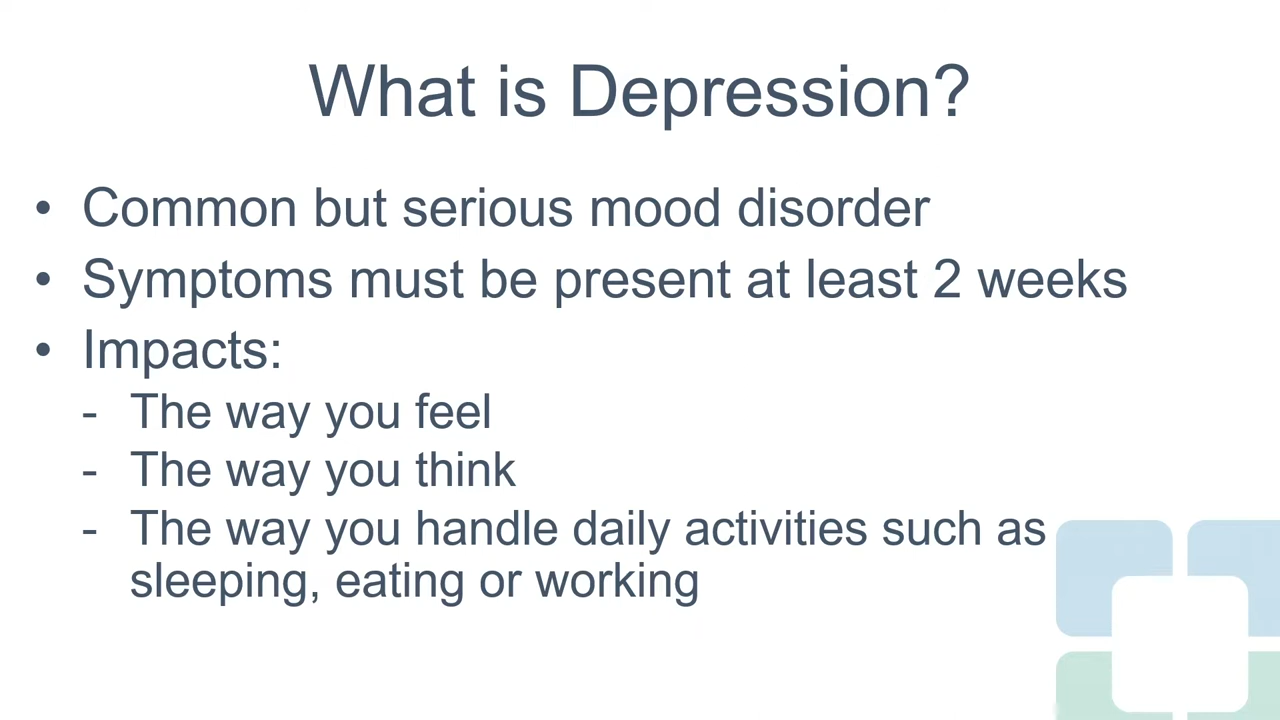 What is Depression?
• Common but serious mood disorder
• Symptoms must be present at least 2 weeks
• Impacts:
- The way you feel
- The way you think
- The way you handle daily activities such as
sleeping, eating or working